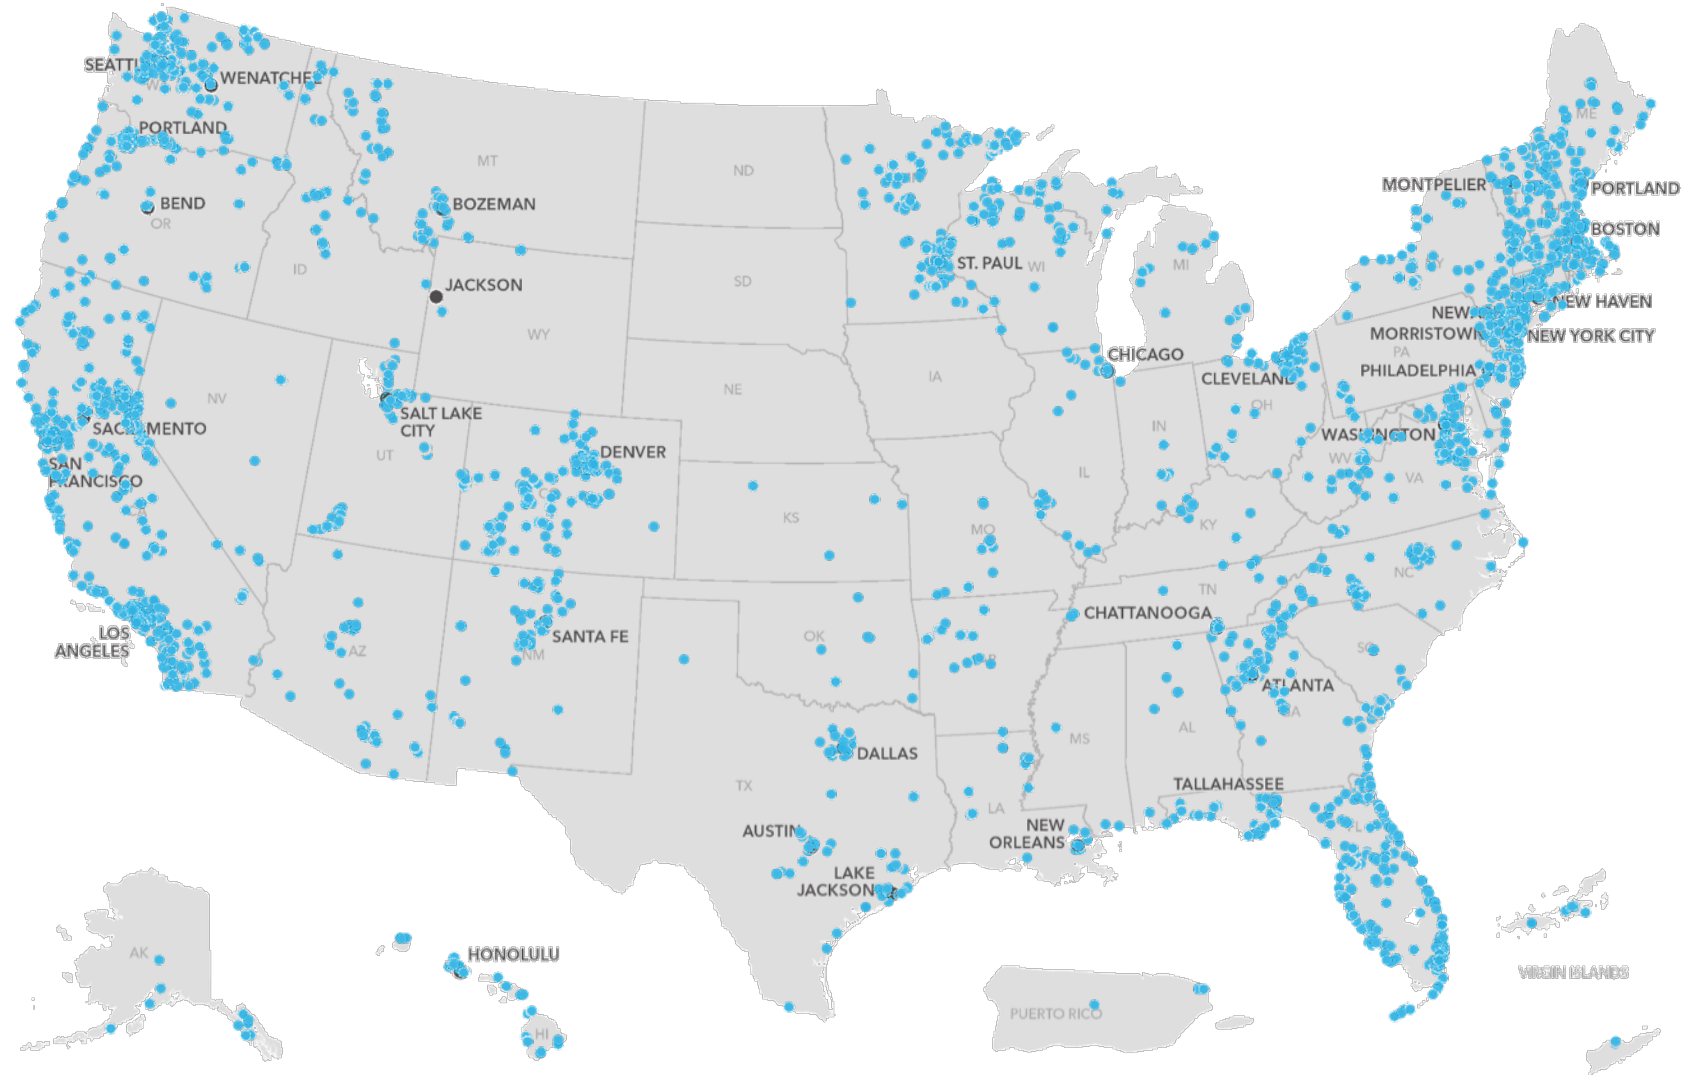 SEATTL
WENATCHEE
PORTLAND
BEND
OR
MT
BOZEMAN
ID
JACKSON
WY
ND
SD
NE
ST. PAUL
WI
MI
IA
CHICAGO
MONTPELIER
ME
PORTLAND
BOSTON
NEW HAVEN
NEWA
MORRISTOWN
NEW YORK CITY
PA
PHILADELPHIA
CLEVELAND
OH
WASHINGTON
WV
VA
IN
IL
KY
NV
SACRAMENTO
SAN
FRANCISCO
SALT LAKE
CITY
UT
DENVER
KS
MO
TN
NC
CHATTANOOGA
SC
LOS
ANGELES
AZ
SANTA FE
NM
OK
ATLANTA
GA
AL
MS
DALLAS
TX
LA
TALLAHASSEE
AUSTIN
NEW
ORLEANS
LAKE
JACKSON
AK
HONOLULU
HI
PUERTO RICO
VIRGIN ISLANDS